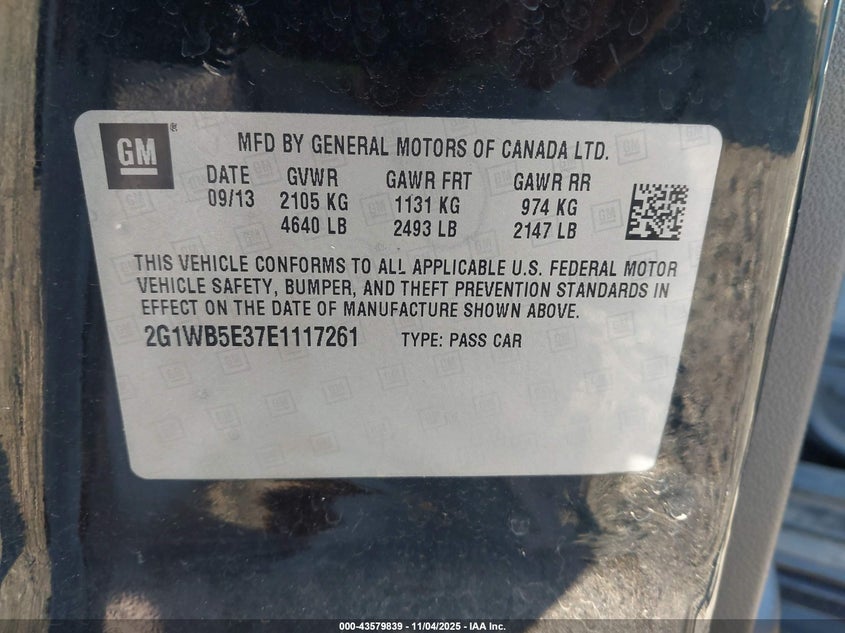 GM ®
MFD BY GENERAL MOTORS OF CANADA LTD.
DATE GVWR GAWR FRT GAWR RR
09/13 2105 KG 1131 KG 974 KG
4640 LB 2493 LB 2147 LB
THIS VEHICLE CONFORMS TO ALL APPLICABLE U.S. FEDERAL MOTOR
VEHICLE SAFETY, BUMPER, AND THEFT PREVENTION STANDARDS IN
EFFECT ON THE DATE OF MANUFACTURE SHOWN ABOVE.
2G1WB5E37E1117261 TYPE: PASS CAR
000-43579839 - 11/04/2025 - IAA Inc.